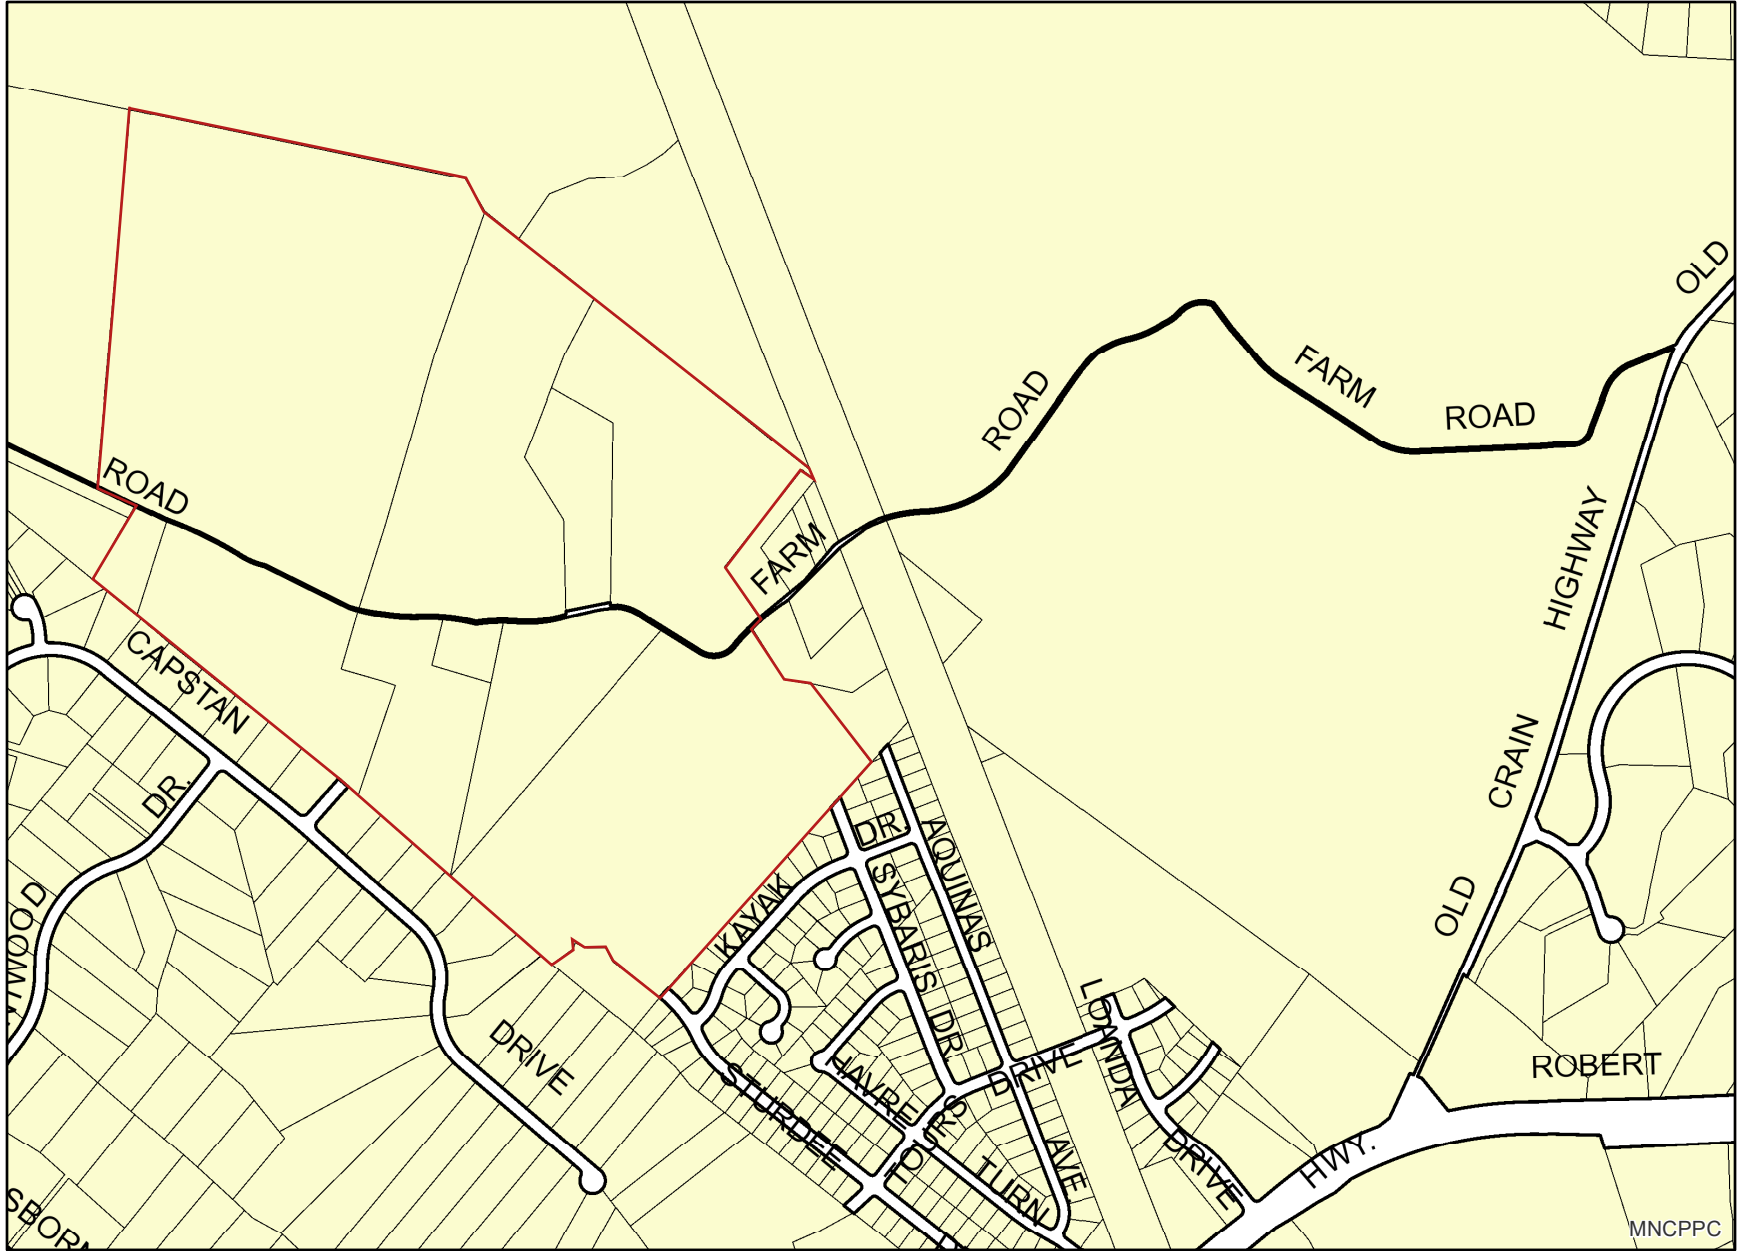 OLD
FARM
ROAD
ROAD
ROAD
FARM
HIGHWAY
CRAIN
OLD
CAPSTAN
DR.
DRIVE
KAYAK
DR.
AQUINAS
AVE
SYBARIS DR.
STURDEE
HAVRE
TURN
DRIVE
LONDA
DRIVE
HWY.
ROBERT
MNCPPC